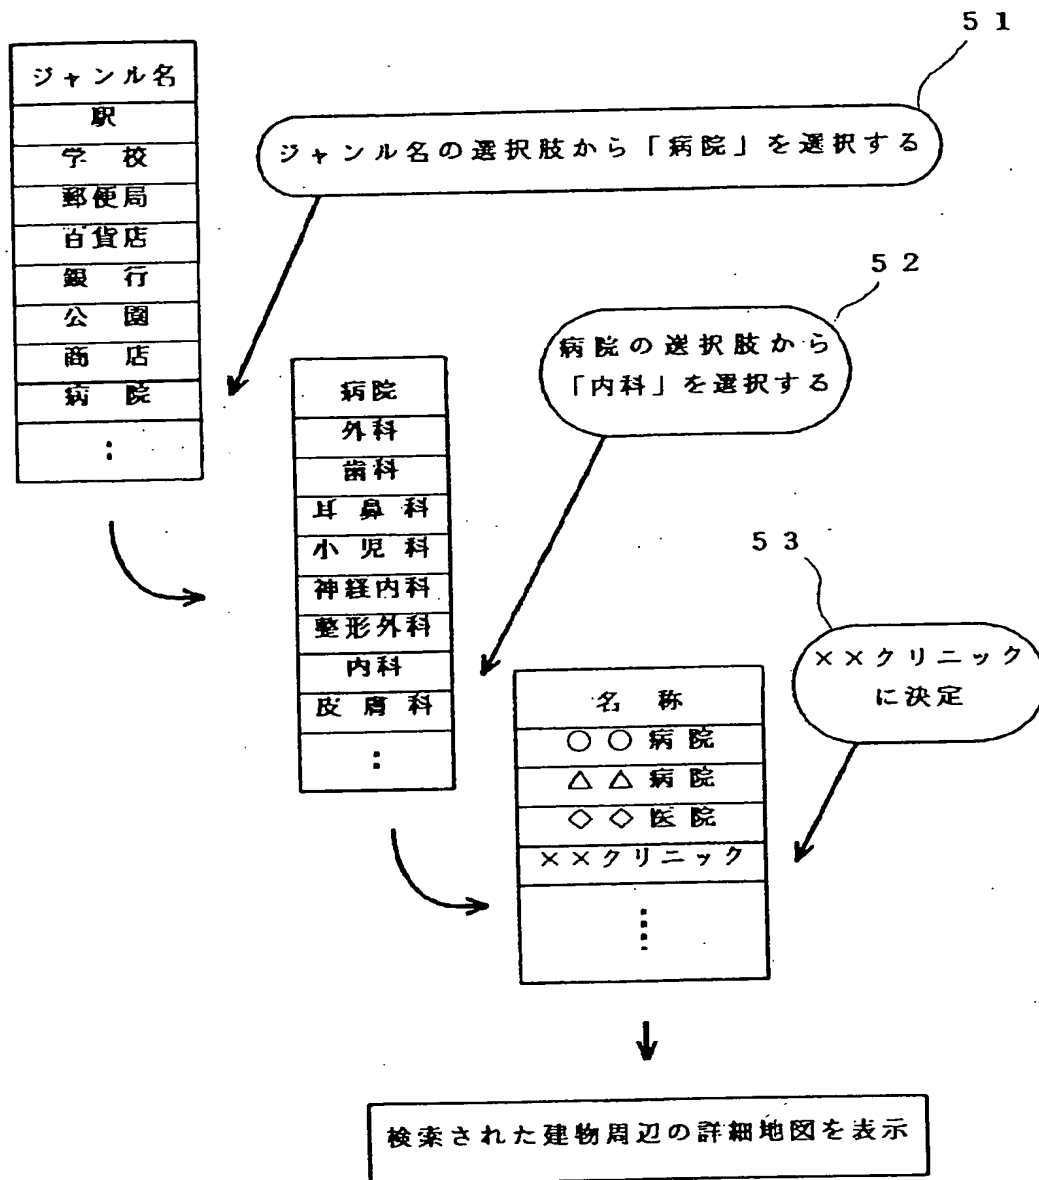 51
ジャンル名
駅
学校
郵便局
百貨店
銀行
公園
商店
病院
：
ジャンル名の選択肢から「病院」を選択する
52
病院の選択肢から
「内科」を選択する
病院
外科
歯科
耳鼻科
小児科
神経内科
整形外科
内科
皮膚科
：
53
××クリニック
に決定
名称
○○病院
△△病院
◇◇医院
××クリニック
検索された建物周辺の詳細地図を表示